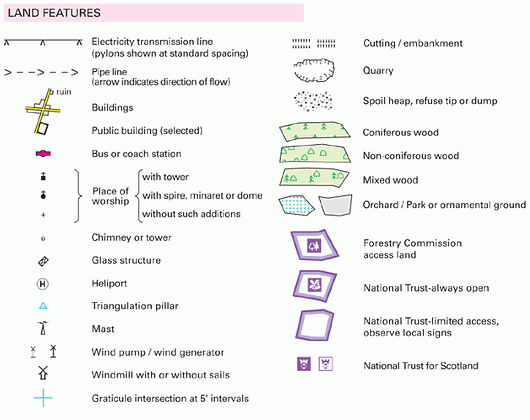 LAND FEATURES
Electricity transmission line
(pylons shown at standard spacing)
Pipe line
(arrow indicates direction of flow)
ruin
Buildings
Public building (selected)
Bus or coach station
Place of
worship
with tower
with spire, minaret or dome
without such additions
Chimney or tower
Glass structure
H
Heliport
Triangulation pillar
Mast
Wind pump / wind generator
Windmill with or without sails
Graticule intersection at 5' intervals
Cutting / embankment
Quarry
Spoil heap, refuse tip or dump
Coniferous wood
Non-coniferous wood
Mixed wood
Orchard / Park or ornamental ground
Forestry Commission
access land
National Trust-always open
National Trust-limited access,
observe local signs
National Trust for Scotland